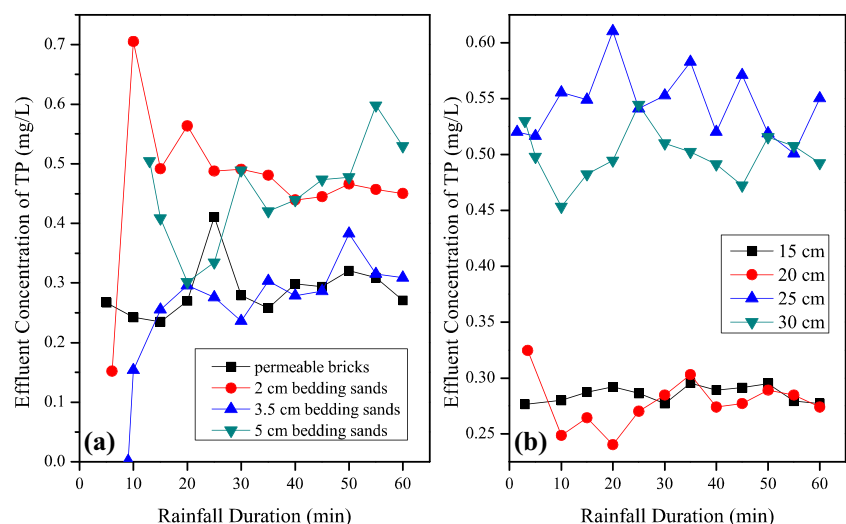 Effluent Concentration of TP (mg/L)
0.7
0.6
0.5
0.4
0.3
0.2
0.1
0.0
0 10 20 30 40 50 60
Rainfall Duration (min)
permeable bricks
2 cm bedding sands
3.5 cm bedding sands
5 cm bedding sands
(a)
Effluent Concentration of TP (mg/L)
0.60
0.55
0.50
0.45
0.40
0.35
0.30
0.25
0 10 20 30 40 50 60
Rainfall Duration (min)
15 cm
20 cm
25 cm
30 cm
(b)